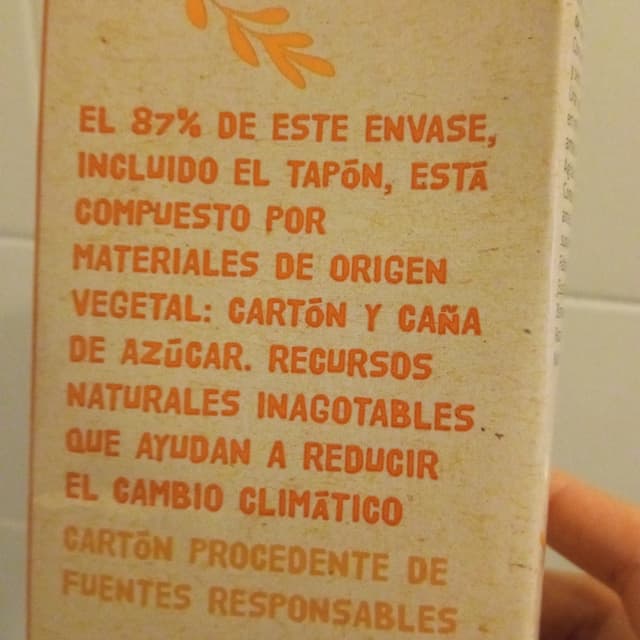 EL 87% DE ESTE ENVASE,
INCLUIDO EL TAPÓN, ESTÁ
COMPUESTO POR
MATERIALES DE ORIGEN
VEGETAL: CARTÓN Y CAÑA
DE AZÚCAR. RECURSOS
NATURALES INAGOTABLES
QUE AYUDAN A REDUCIR
EL CAMBIO CLIMÁTICO
CARTÓN PROCEDENTE DE
FUENTES RESPONSABLES